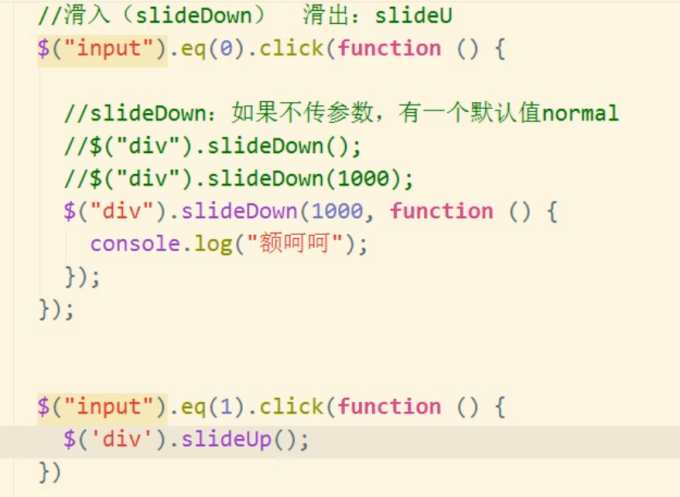 //滑入（slideDown）  滑出：slideU
$("input").eq(0).click(function () {
//slideDown：如果不传参数，有一个默认值normal
//$("div").slideDown();
//$("div").slideDown(1000);
$("div").slideDown(1000, function () {
console.log("额呵呵");
});
});
$("input").eq(1).click(function () {
$('div').slideUp();
})